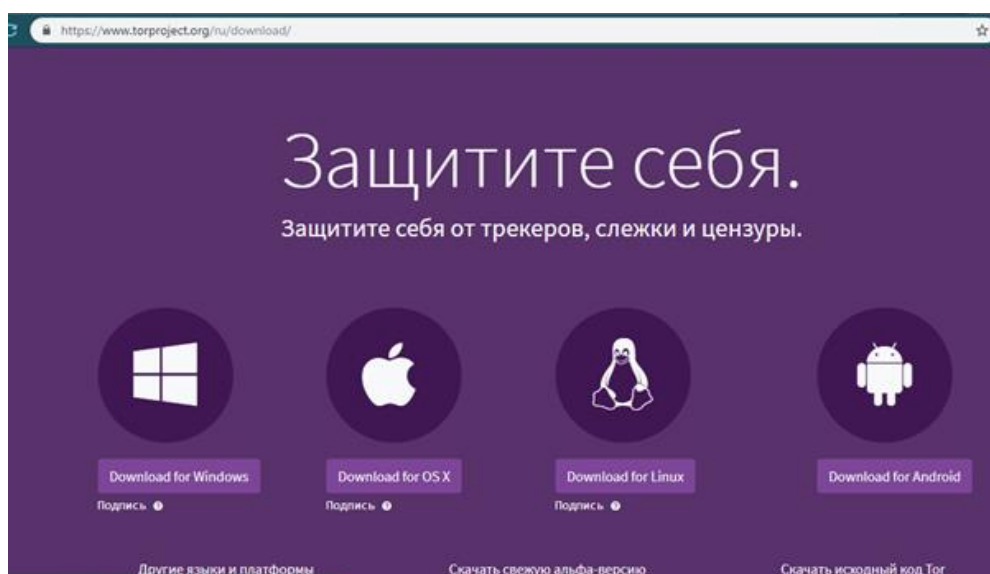 https://www.torproject.org/ru/download/
Защитите себя.
Защитите себя от трекеров, слежки и цензуры.
Download for Windows
Download for OS X
Download for Linux
Download for Android
Подпись
Подпись
Подпись
Другие языки и платформы
Скачать свежую альфа-версию
Скачать исходный код Tor